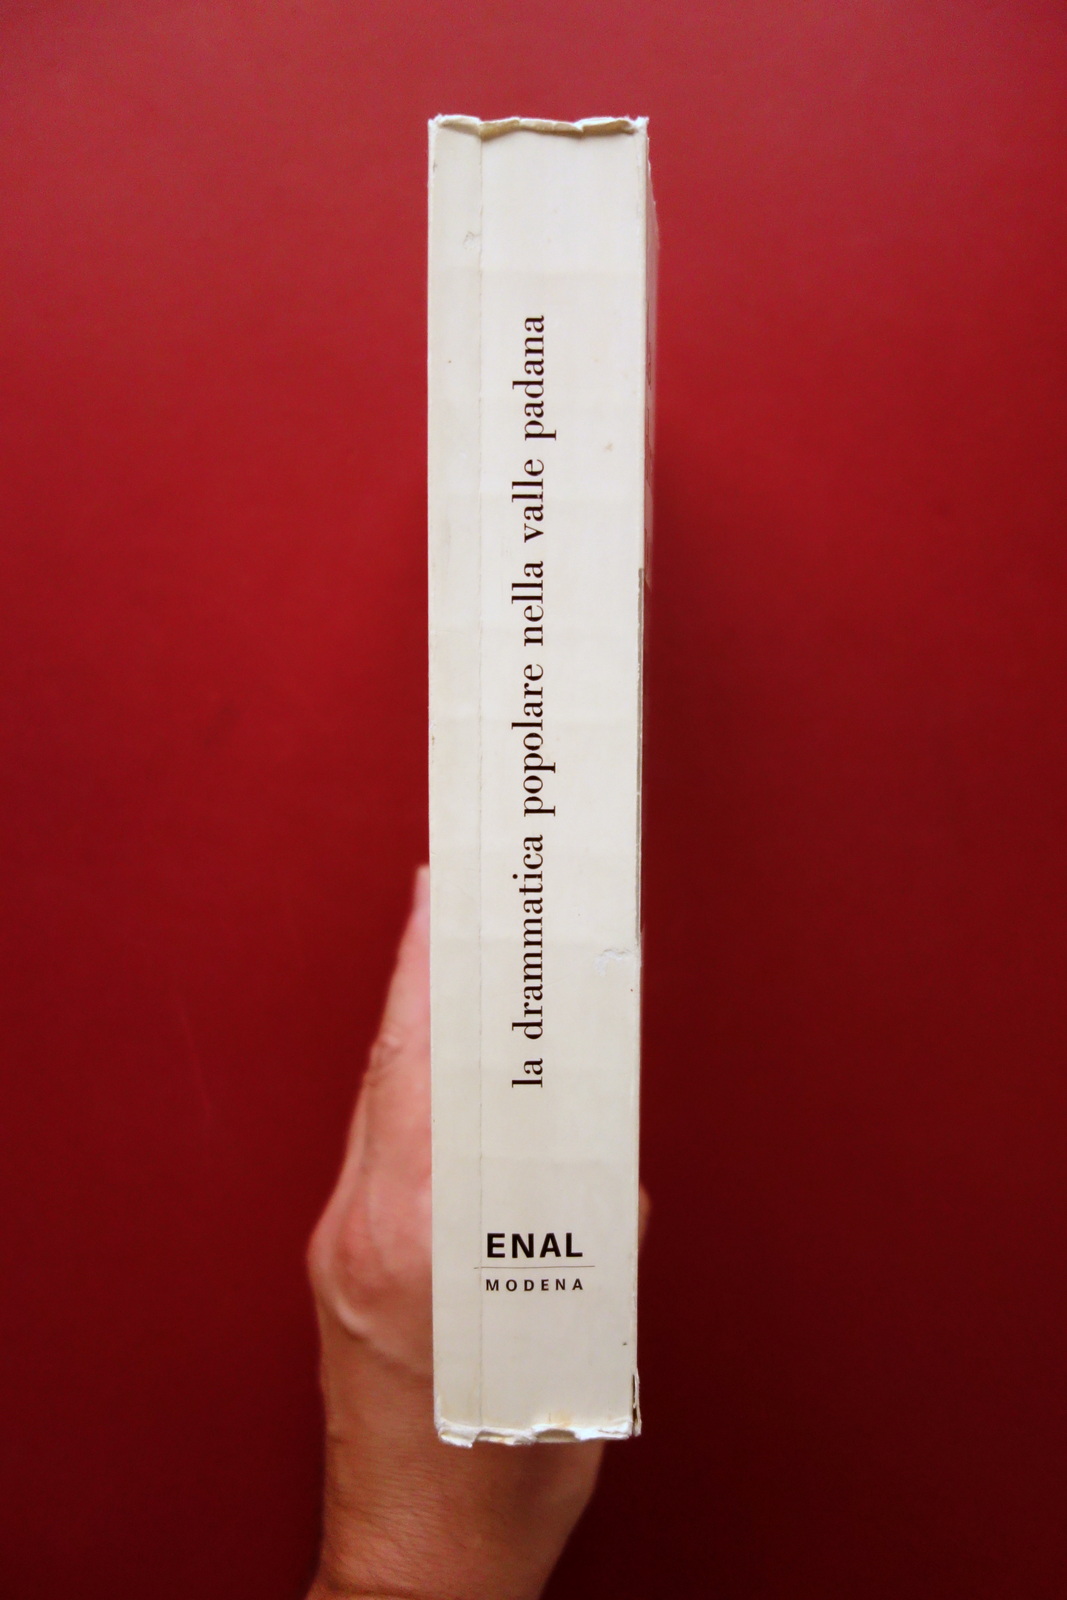 la drammatica popolare nella valle padana
ENAL
MODENA